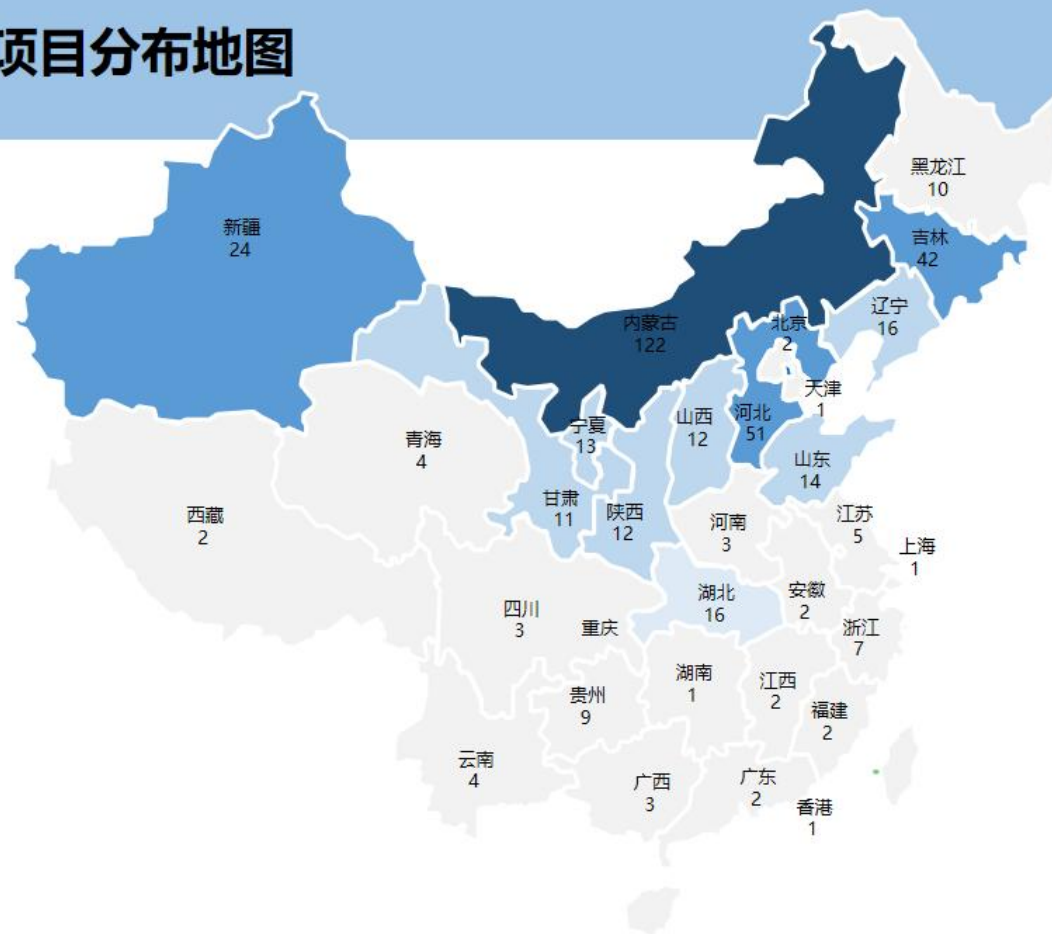 项目分布地图
黑龙江
10
新疆
24
吉林
42
辽宁
16
内蒙古
122
北京
2
天津
1
河北
51
山西
12
宁夏
13
青海
4
山东
14
甘肃
11
陕西
12
西藏
2
河南
3
江苏
5
上海
1
湖北
16
安徽
2
四川
3
重庆
浙江
7
湖南
1
江西
2
贵州
9
福建
2
云南
4
广西
3
广东
2
香港
1